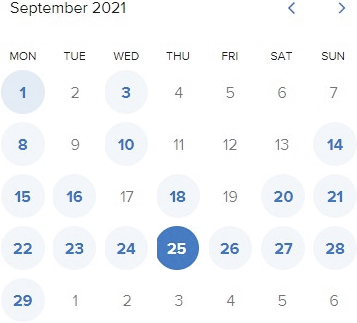 September 2021
MON TUE WED THU FRI SAT SUN
1 2 3 4 5 6 7
8 9 10 11 12 13 14
15 16 17 18 19 20 21
22 23 24 25 26 27 28
29 1 2 3 4 5 6